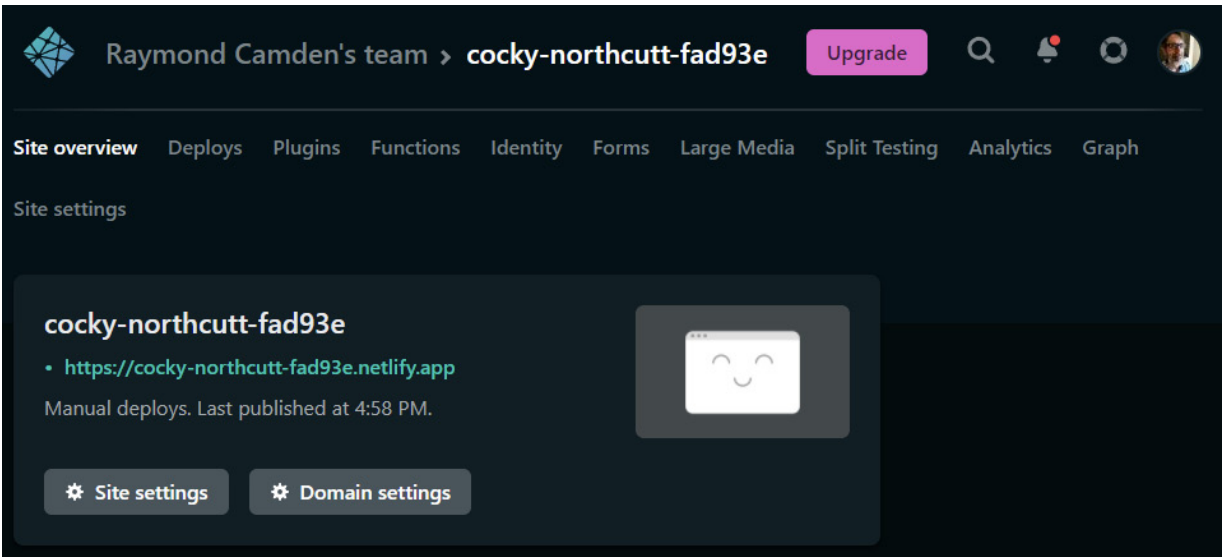 Raymond Camden's team > cocky-northcutt-fad93e Upgrade
Site overview Deploys Plugins Functions Identity Forms Large Media Split Testing Analytics Graph
Site settings
cocky-northcutt-fad93e
• https://cocky-northcutt-fad93e.netlify.app
Manual deploys. Last published at 4:58 PM.
Site settings Domain settings